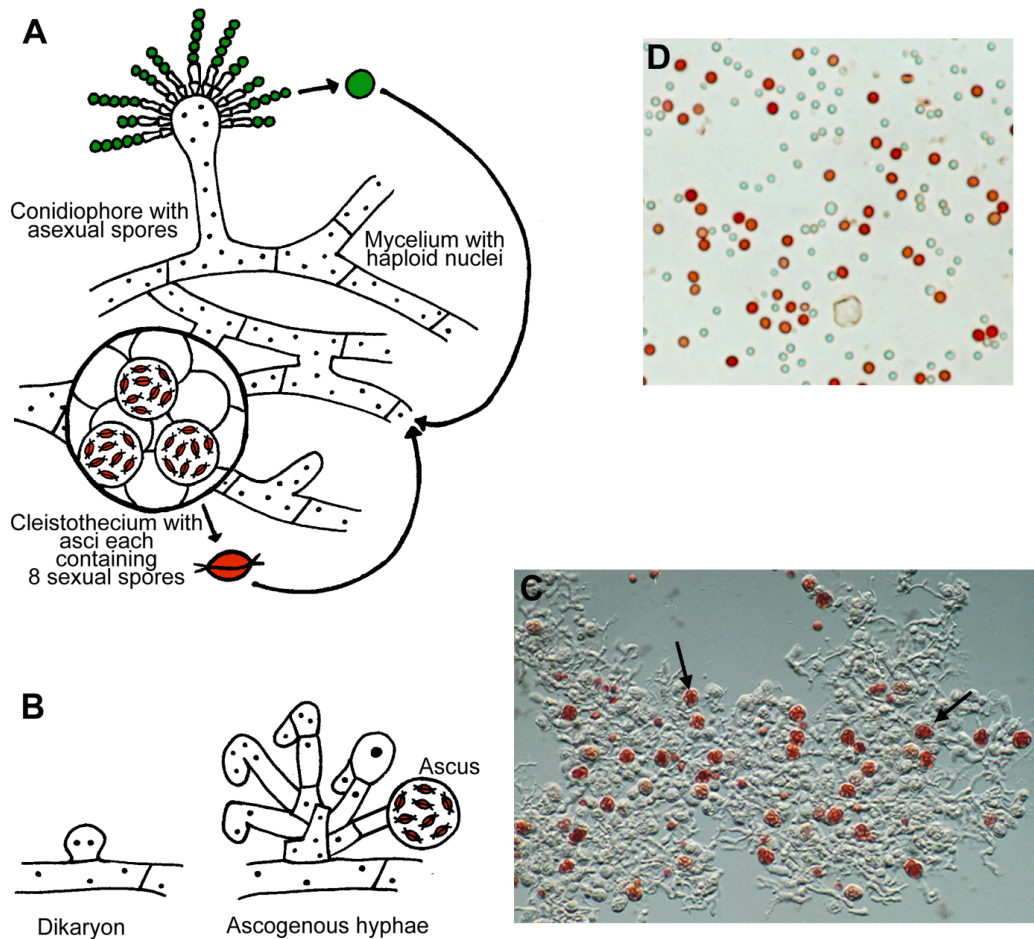 A
Conidiophore with
asexual spores
Mycelium with
haploid nuclei
Cleistothecium with
asci each
containing
8 sexual spores
D
B
Dikaryon
Ascus
Ascogenous hyphae
C